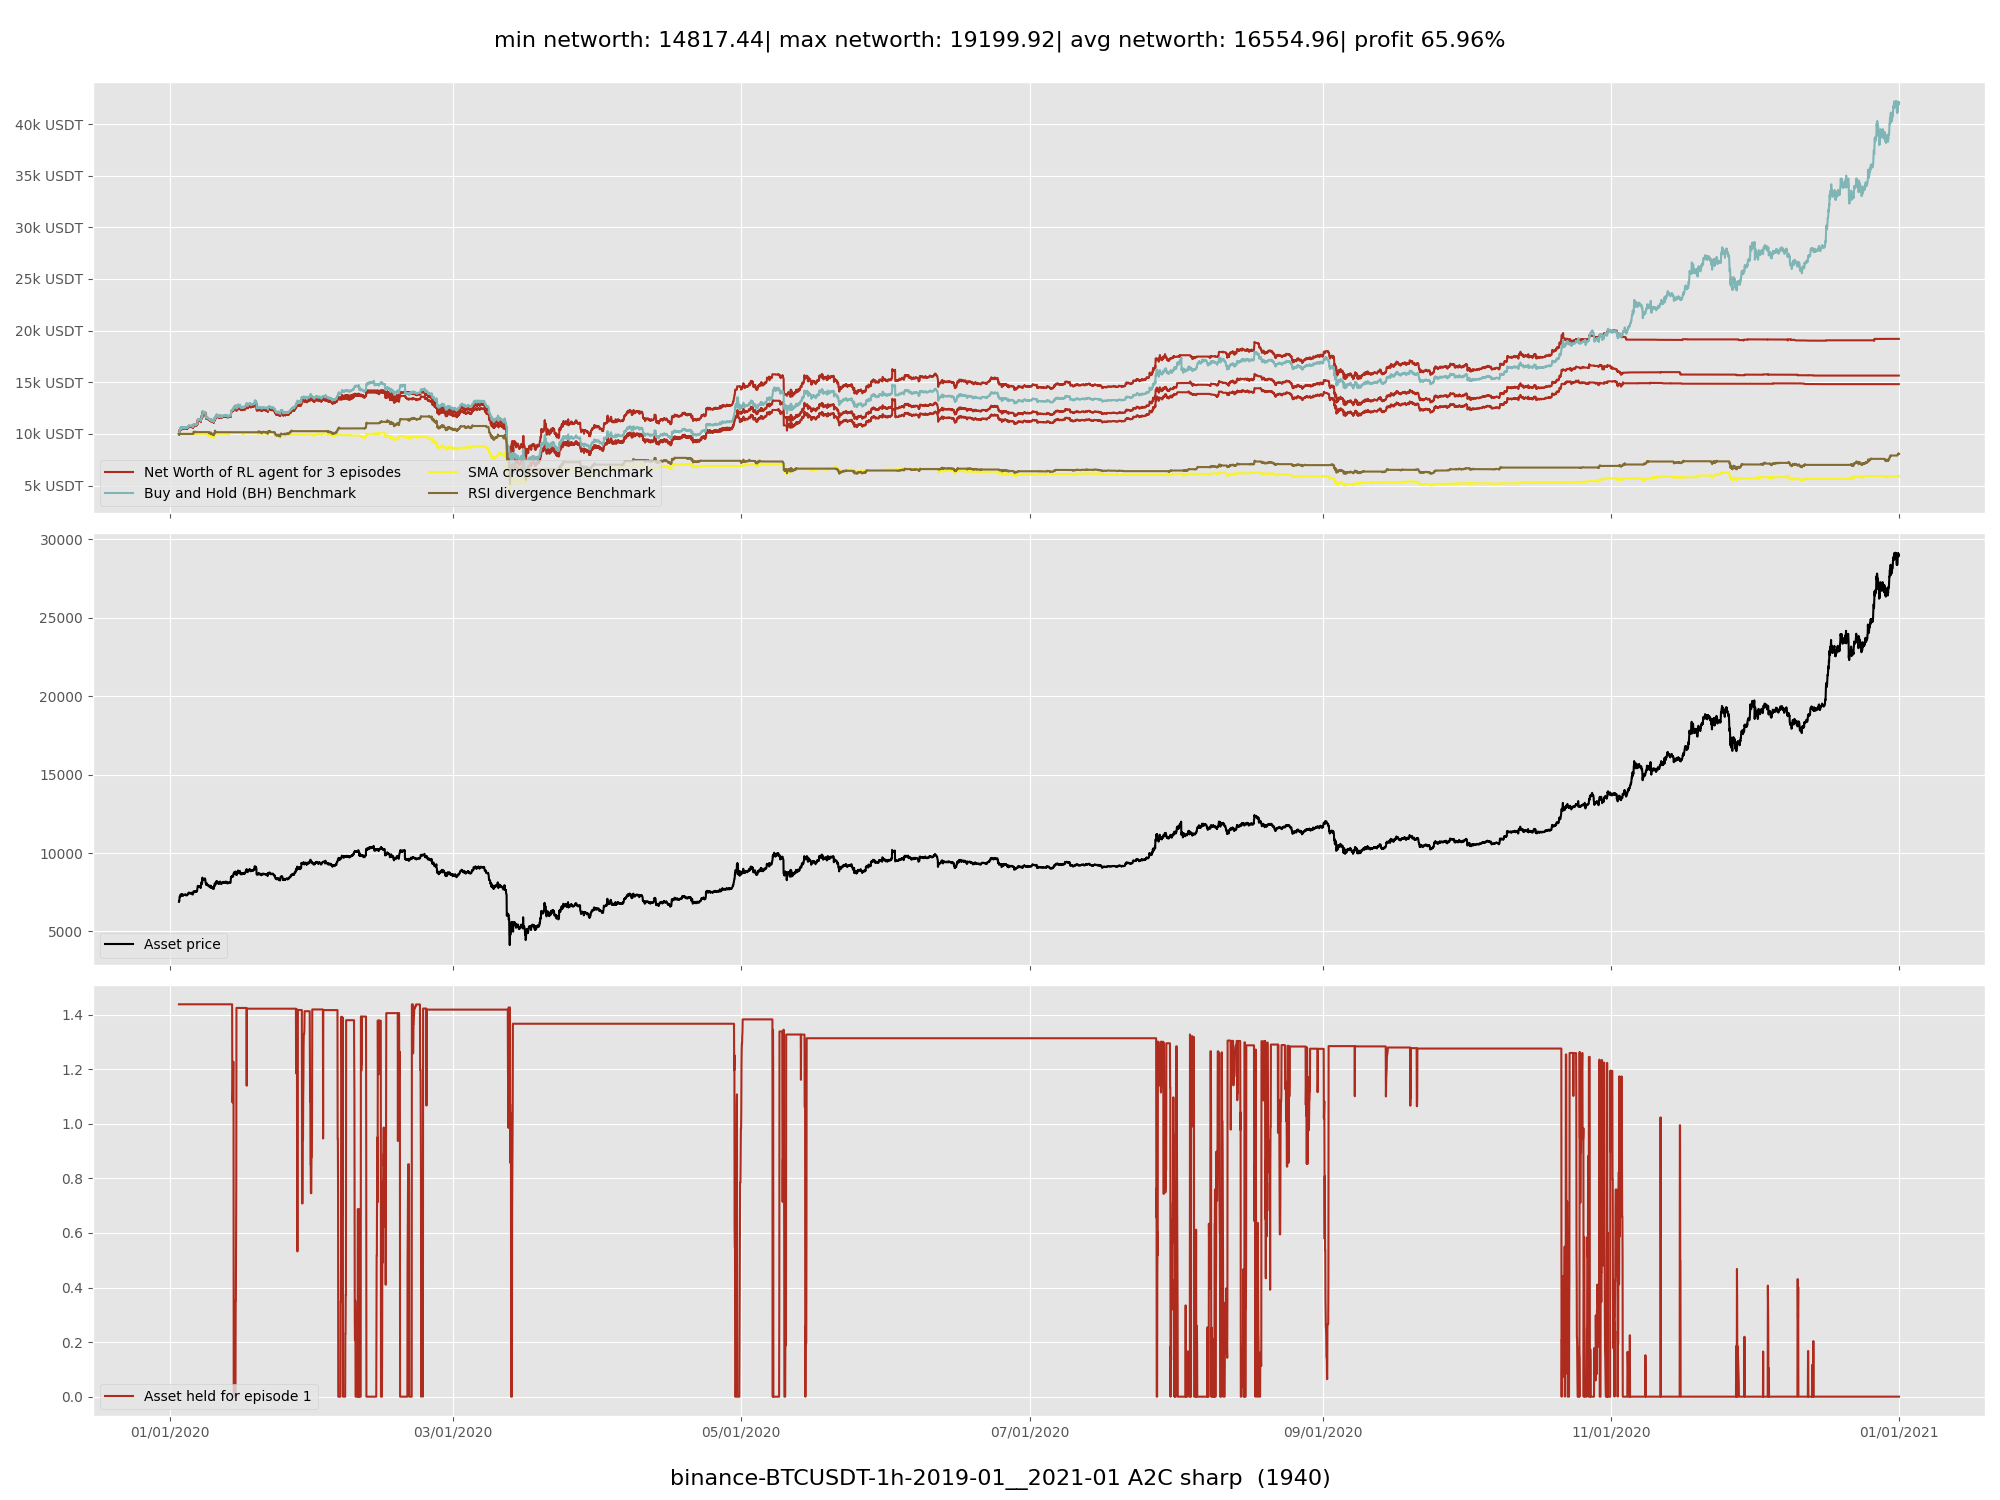 min networth: 14817.44| max networth: 19199.92| avg networth: 16554.96| profit 65.96%
40k USDT
35k USDT
30k USDT
25k USDT
20k USDT
15k USDT
10k USDT
5k USDT
Net Worth of RL agent for 3 episodes
Buy and Hold (BH) Benchmark
SMA crossover Benchmark
RSI divergence Benchmark
30000
25000
20000
15000
10000
5000
Asset price
1.4
1.2
1.0
0.8
0.6
0.4
0.2
0.0
Asset held for episode 1
01/01/2020 03/01/2020 05/01/2020 07/01/2020 09/01/2020 11/01/2020 01/01/2021
binance-BTCUSDT-1h-2019-01__2021-01 A2C sharp (1940)